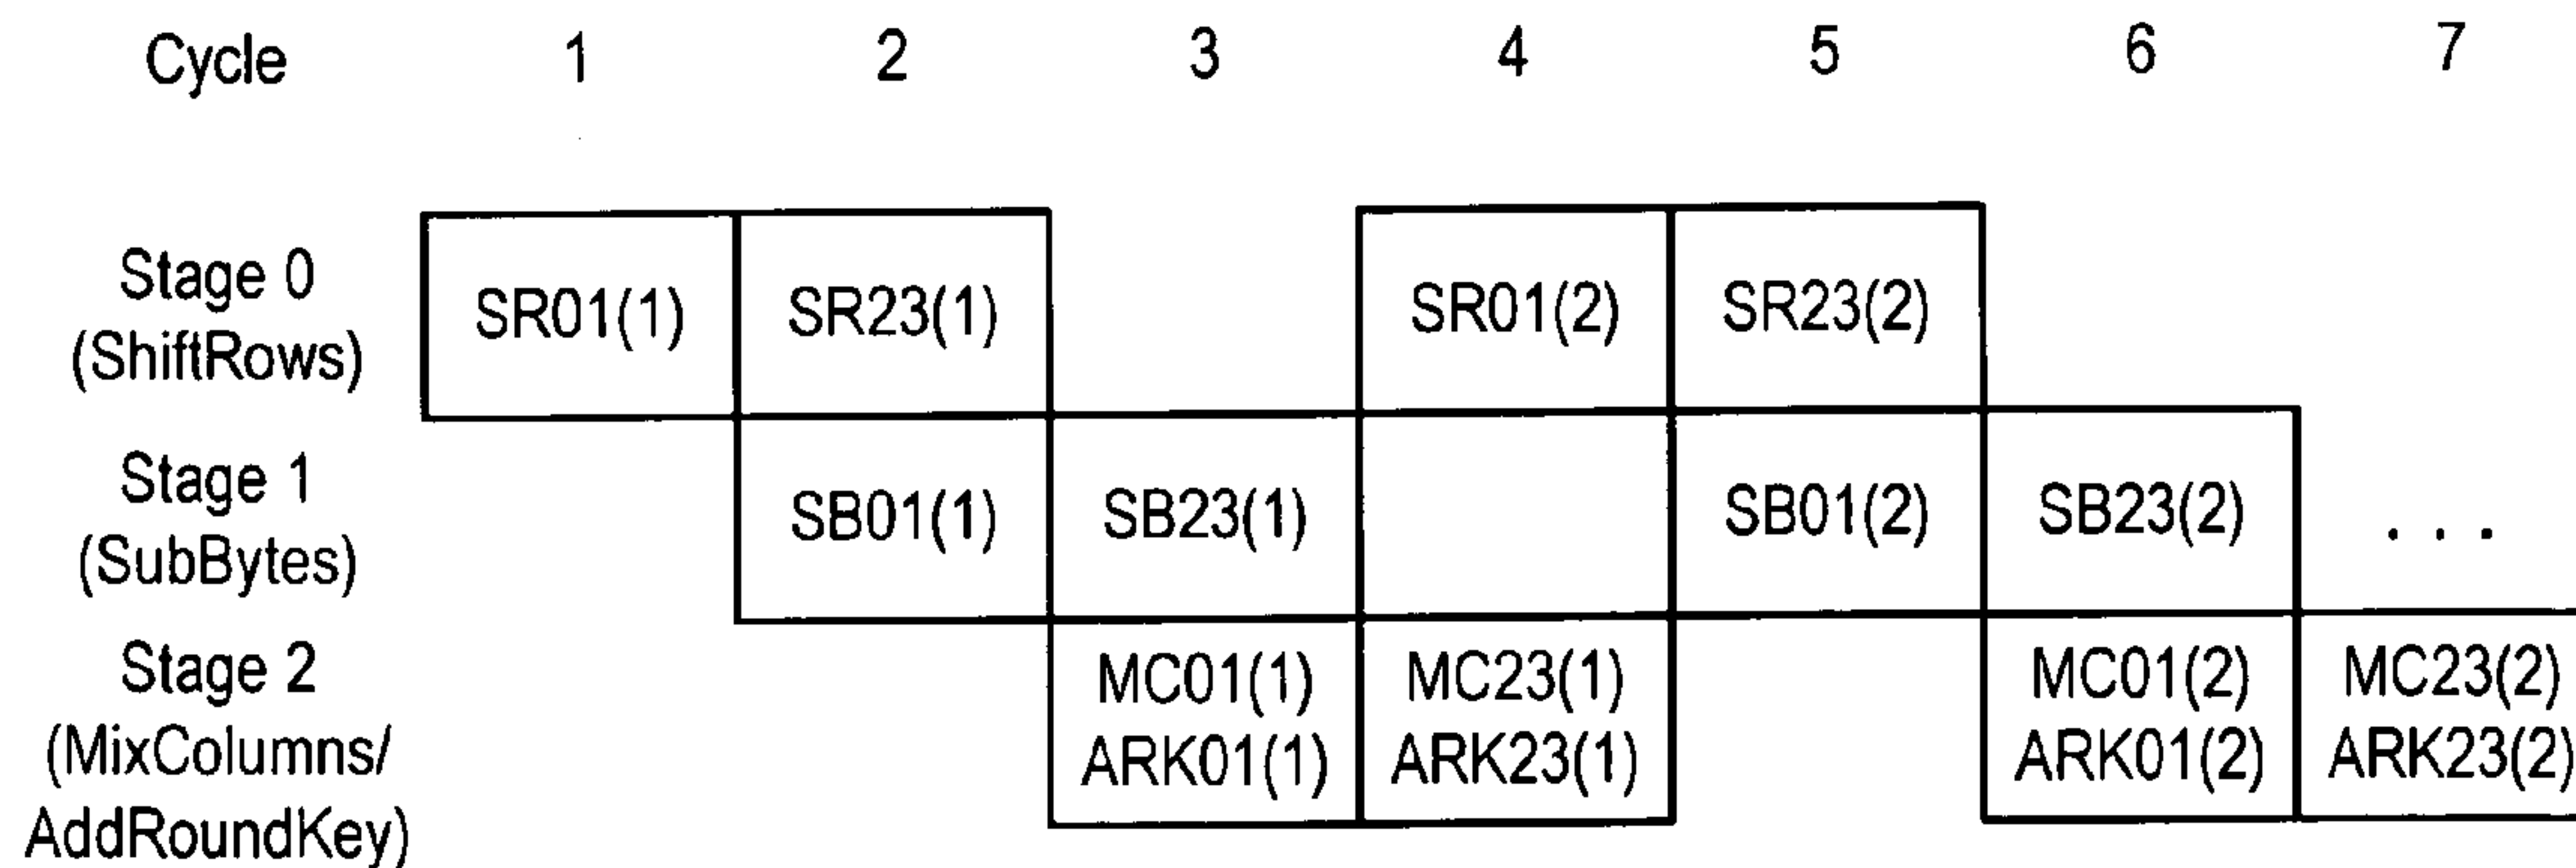 Cycle 1 2 3 4 5 6 7
Stage 0
(ShiftRows)
SR01(1) SR23(1) SR01(2) SR23(2)
Stage 1
(SubBytes)
SB01(1) SB23(1) SB01(2) SB23(2) . . .
Stage 2
(MixColumns/
AddRoundKey)
MC01(1) MC23(1) MC01(2) MC23(2)
ARK01(1) ARK23(1) ARK01(2) ARK23(2)